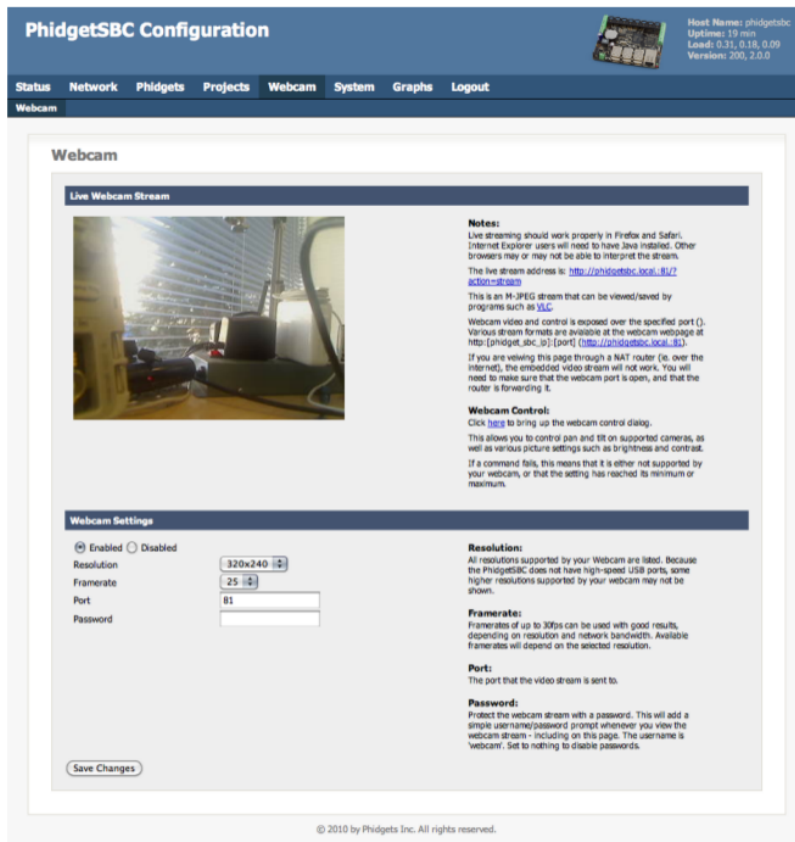 PhidgetSBC Configuration
Host Name: phidgetsbc
Uptime: 19 min
Load: 0.31, 0.18, 0.09
Version: 200, 2.0.0
Status Network Phidgets Projects Webcam System Graphs Logout
Webcam
Webcam
Live Webcam Stream
Notes:
Live streaming should work properly in Firefox and Safari.
Internet Explorer users will need to have Java installed. Other
browsers may or may not be able to interpret the stream.
The live stream address is: http://phidgetsbc.local.:81/?
action=stream
This is an M-JPEG stream that can be viewed/saved by
programs such as VLC.
Webcam video and control is exposed over the specified port ().
Various stream formats are avaiable at the webcam webpage at
http:[phidget_sbc_ip]:[port] (http://phidgetsbc.local.:81).
If you are veiwing this page through a NAT router (ie. over the
internet), the embedded video stream will not work. You will
need to make sure that the webcam port is open, and that the
router is forwarding it.
Webcam Control:
Click here to bring up the webcam control dialog.
This allows you to control pan and tilt on supported cameras, as
well as various picture settings such as brightness and contrast.
If a command fails, this means that it is either not supported by
your webcam, or that the setting has reached its minimum or
maximum.
Webcam Settings
Enabled Disabled
Resolution 320x240
Framerate 25
Port 81
Password
Resolution:
All resolutions supported by your Webcam are listed. Because
the PhidgetSBC does not have high-speed USB ports, some
higher resolutions supported by your webcam may not be
shown.
Framerate:
Framerates of up to 30fps can be used with good results,
depending on resolution and network bandwidth. Available
framerates will depend on the selected resolution.
Port:
The port that the video stream is sent to.
Password:
Protect the webcam stream with a password. This will add a
simple username/password prompt whenever you view the
webcam stream - including on this page. The username is
'webcam'. Set to nothing to disable passwords.
Save Changes
© 2010 by Phidgets Inc. All rights reserved.